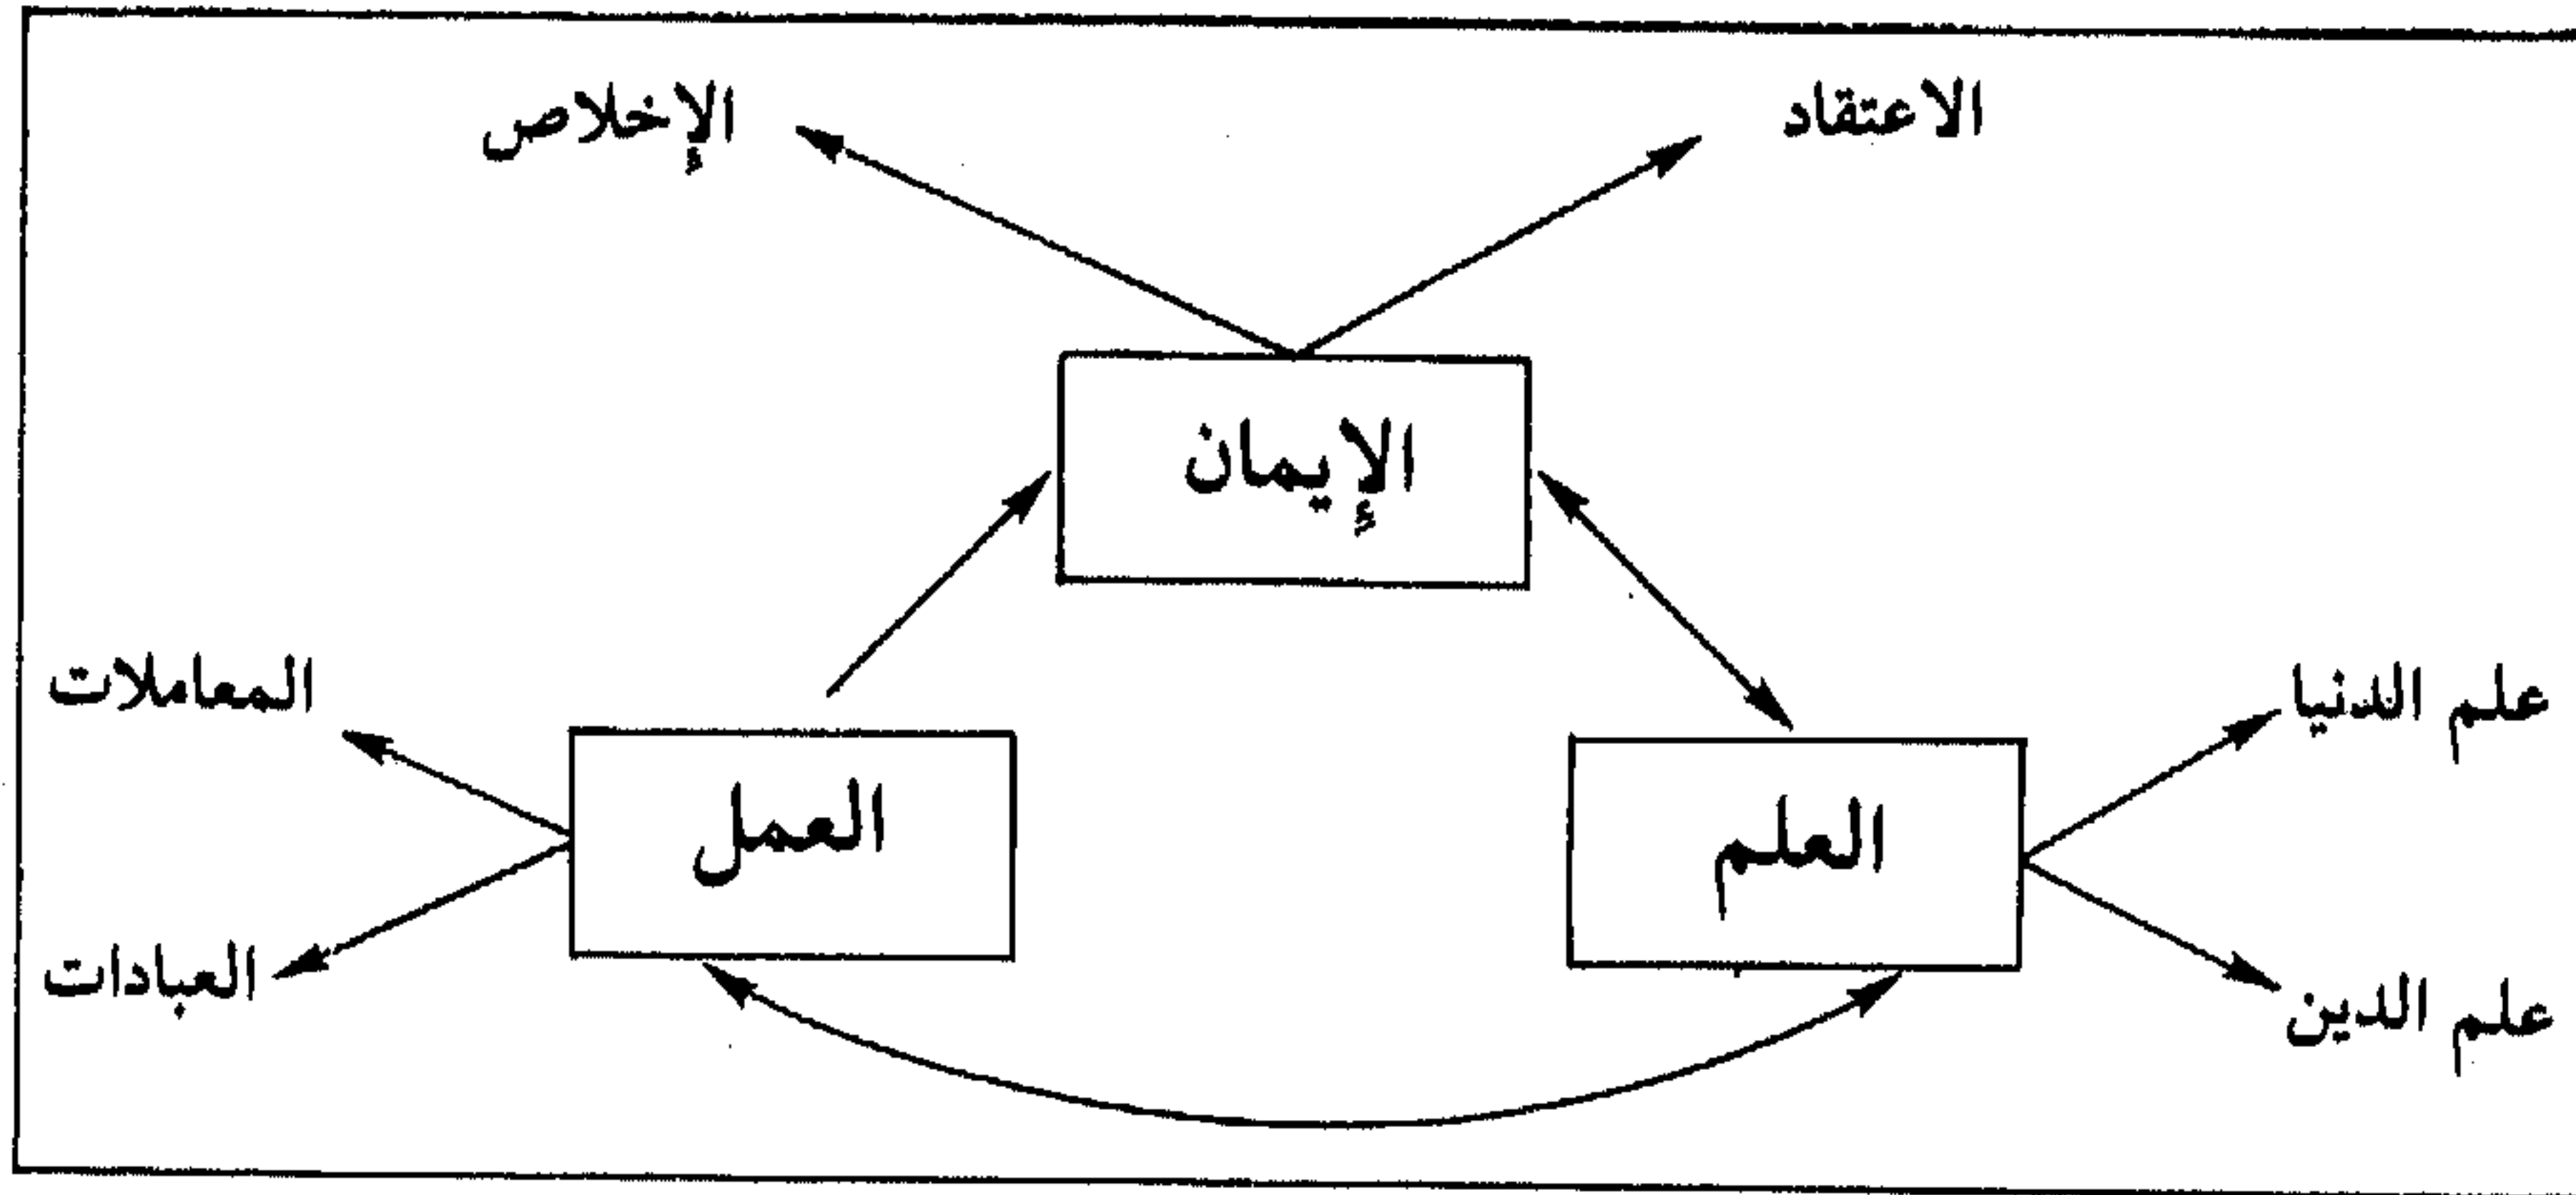 الاعتقاد
الإخلاص
الإيمان
علم الدنيا
المعاملات
العلم
العمل
علم الدين
العبادات